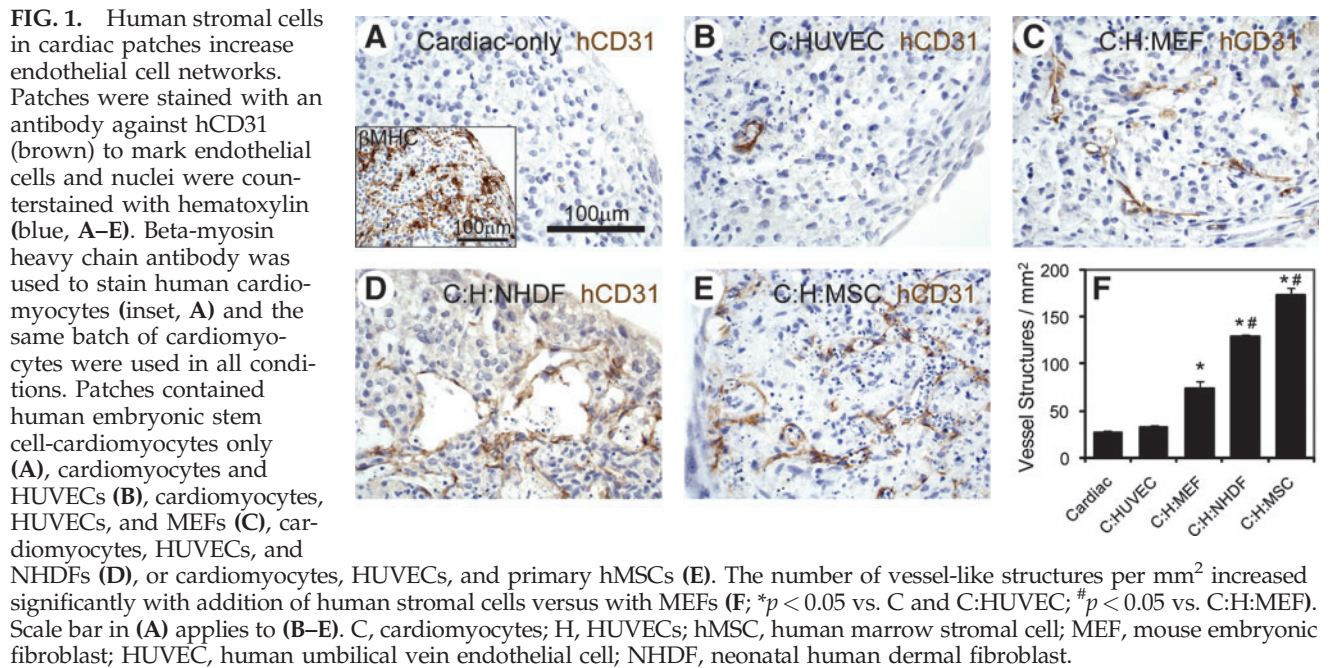 FIG. 1. Human stromal cells
in cardiac patches increase
endothelial cell networks.
Patches were stained with an
antibody against hCD31
(brown) to mark endothelial
cells and nuclei were coun-
terstained with hematoxylin
(blue, A–E). Beta-myosin
heavy chain antibody was
used to stain human cardio-
myocytes (inset, A) and the
same batch of cardiomyo-
cytes were used in all condi-
tions. Patches contained
human embryonic stem
cell-cardiomyocytes only
(A), cardiomyocytes and
HUVECs (B), cardiomyocytes,
HUVECs, and MEFs (C), car-
diomyocytes, HUVECs, and
NHDFs (D), or cardiomyocytes, HUVECs, and primary hMSCs (E). The number of vessel-like structures per mm² increased
significantly with addition of human stromal cells versus with MEFs (F; *p < 0.05 vs. C and C:HUVEC; #p < 0.05 vs. C:H:MEF).
Scale bar in (A) applies to (B–E). C, cardiomyocytes; H, HUVECs; hMSC, human marrow stromal cell; MEF, mouse embryonic
fibroblast; HUVEC, human umbilical vein endothelial cell; NHDF, neonatal human dermal fibroblast.
A Cardiac-only hCD31
βMHC
100μm
100μm
B C:HUVEC hCD31
C C:H:MEF hCD31
D C:H:NHDF hCD31
E C:H:MSC hCD31
F
Vessel Structures / mm²
200
150
100
50
0
*
*#
*#
Cardiac
C:HUVEC
C:H:MEF
C:H:NHDF
C:H:MSC